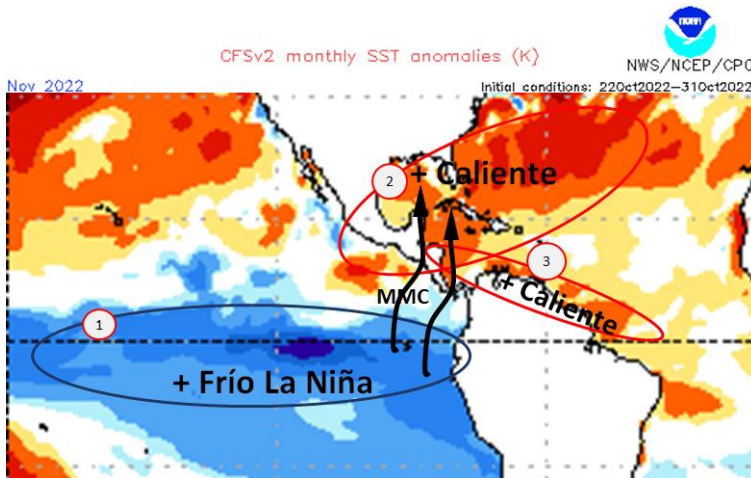 NOAA
CFSv2 monthly SST anomalies (K)
NWS/NCEP/CPC
Nov 2022
Initial conditions: 22Oct2022–31Oct2022
2
+ Caliente
3
+ Caliente
MMC
1
+ Frío La Niña